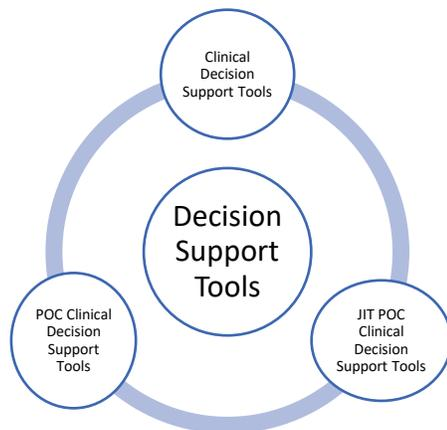 Clinical
Decision
Support Tools
Decision
Support
Tools
POC Clinical
Decision
Support
Tools
JIT POC
Clinical
Decision
Support Tools